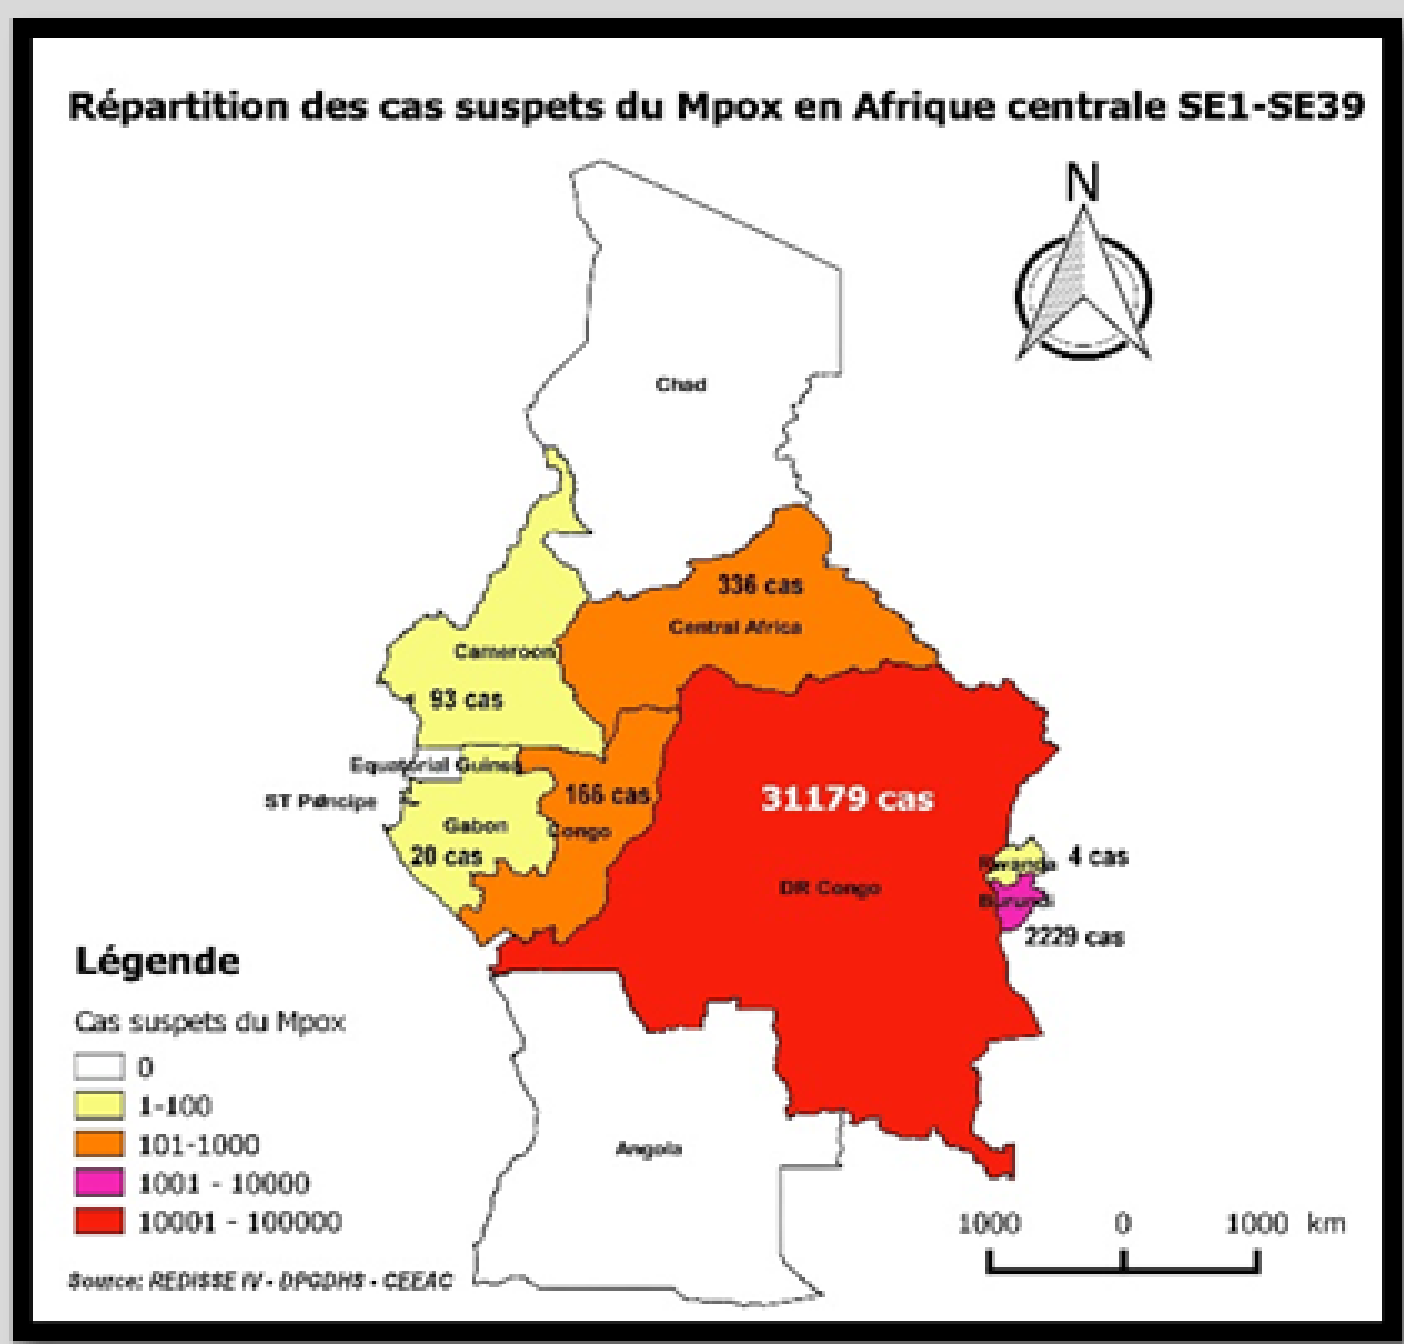 Répartition des cas suspets du Mpox en Afrique centrale SE1-SE39
N
Chad
336 cas
Central Africa
Cameroon
93 cas
Equatorial Guinea
ST Principe
166 cas
Congo
Gabon
20 cas
31179 cas
DR Congo
Rwanda
4 cas
Burundi
2229 cas
Angola
Légende
Cas suspets du Mpox
0
1-100
101-1000
1001 - 10000
10001 - 100000
1000 0 1000 km
Source: REDISSE IV - DPGDHS - CEEAC